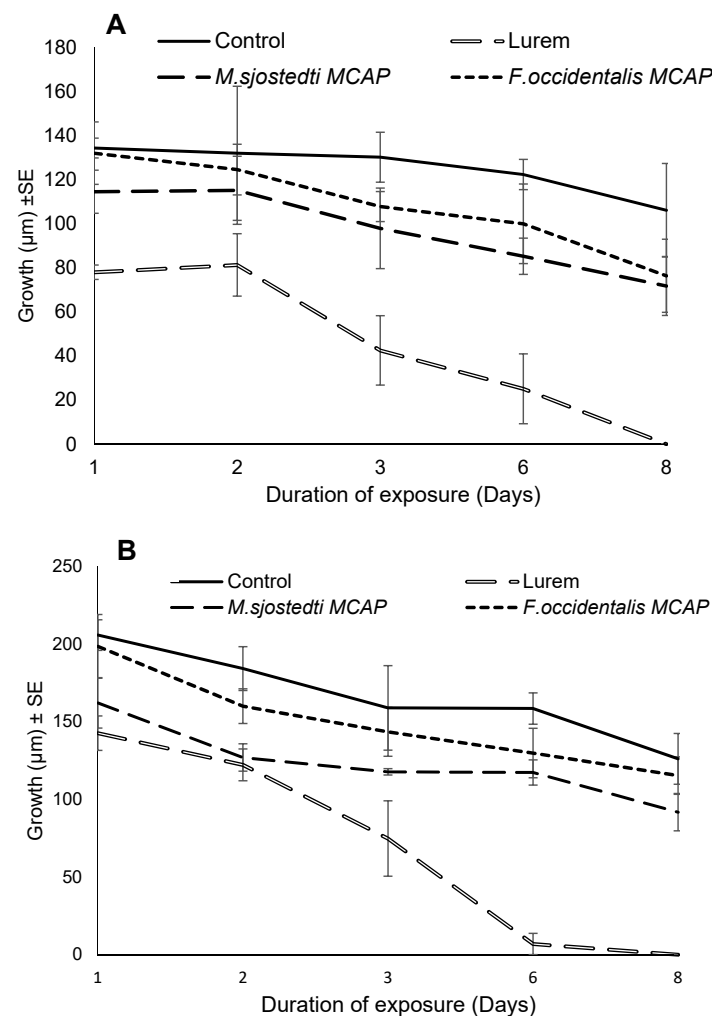 A
Control
Lurem
M.sjostedti MCAP
F.occidentalis MCAP
Growth (µm) ±SE
180
160
140
120
100
80
60
40
20
0
1 2 3 6 8
Duration of exposure (Days)
B
Control
Lurem
M.sjostedti MCAP
F.occidentalis MCAP
Growth (µm) ± SE
250
200
150
100
50
0
1 2 3 6 8
Duration of exposure (Days)